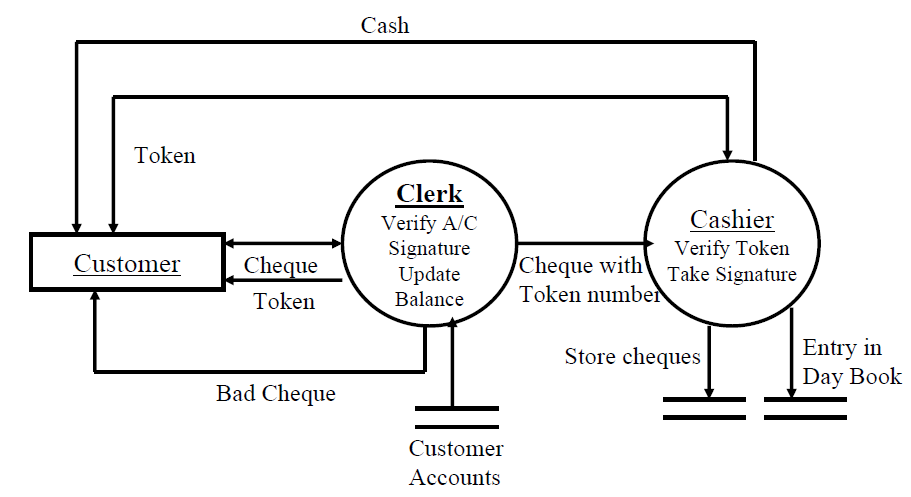 Cash
Token
Clerk
Verify A/C
Signature
Update
Balance
Cashier
Verify Token
Take Signature
Customer
Cheque
Token
Cheque with
Token number
Bad Cheque
Store cheques
Entry in
Day Book
Customer
Accounts